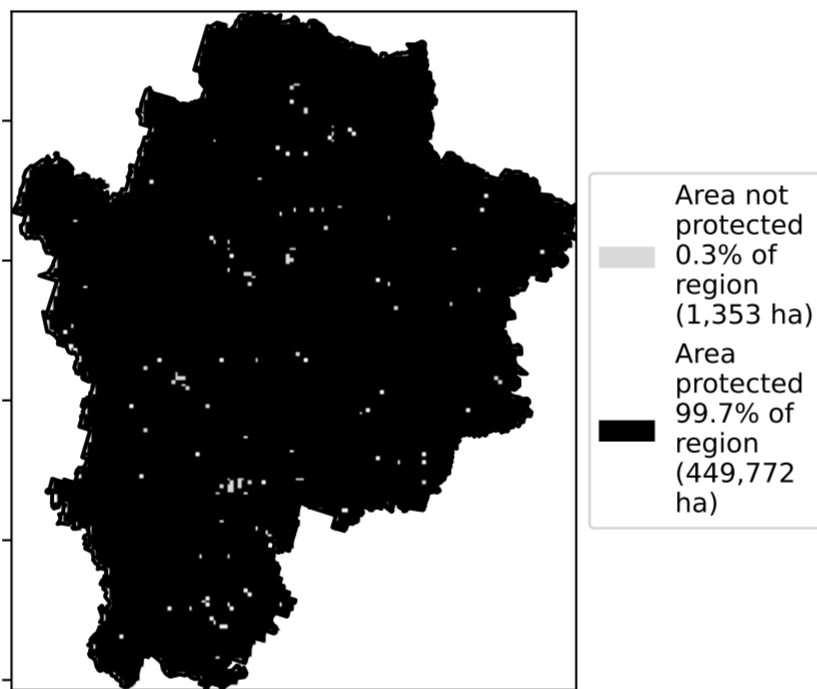 Area not
protected
0.3% of
region
(1,353 ha)
Area
protected
99.7% of
region
(449,772
ha)